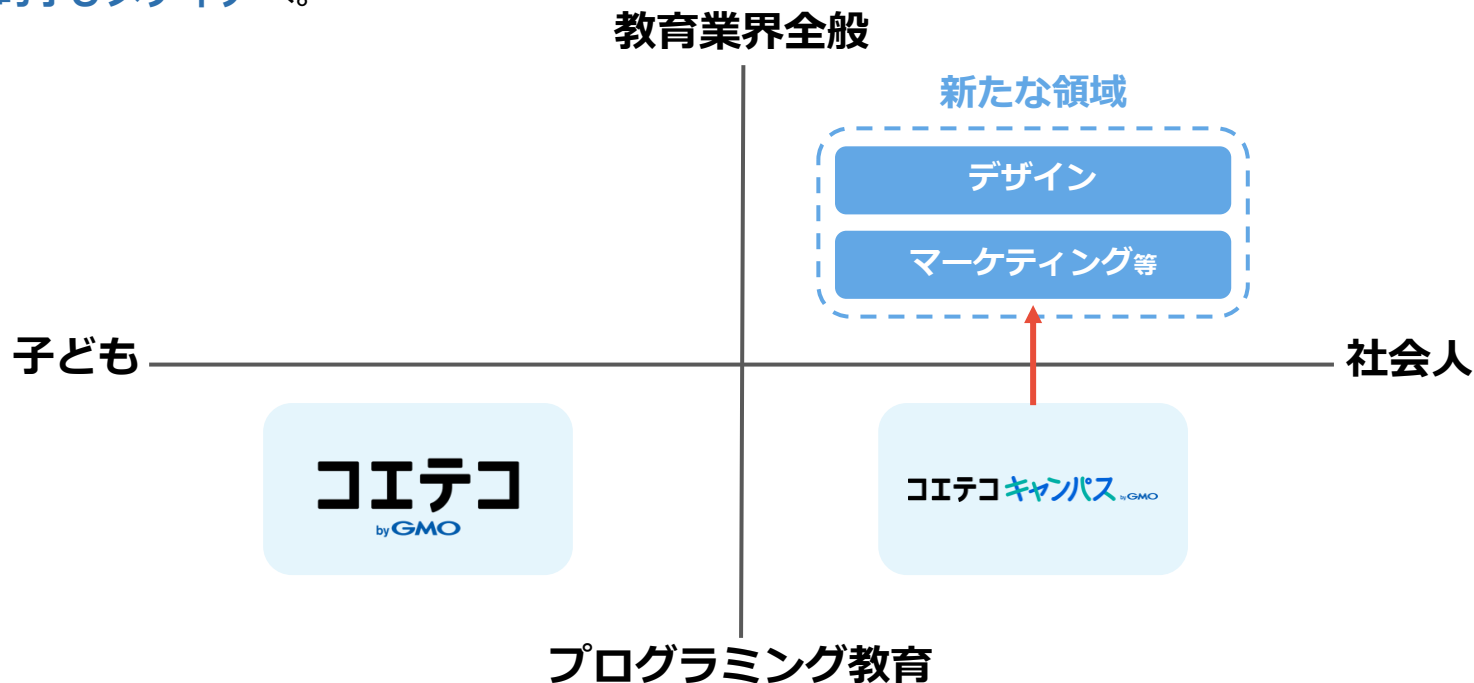 教育業界全般
新たな領域
デザイン
マーケティング等
子ども
社会人
コエテコ
by GMO
コエテコ キャンパス by GMO
プログラミング教育